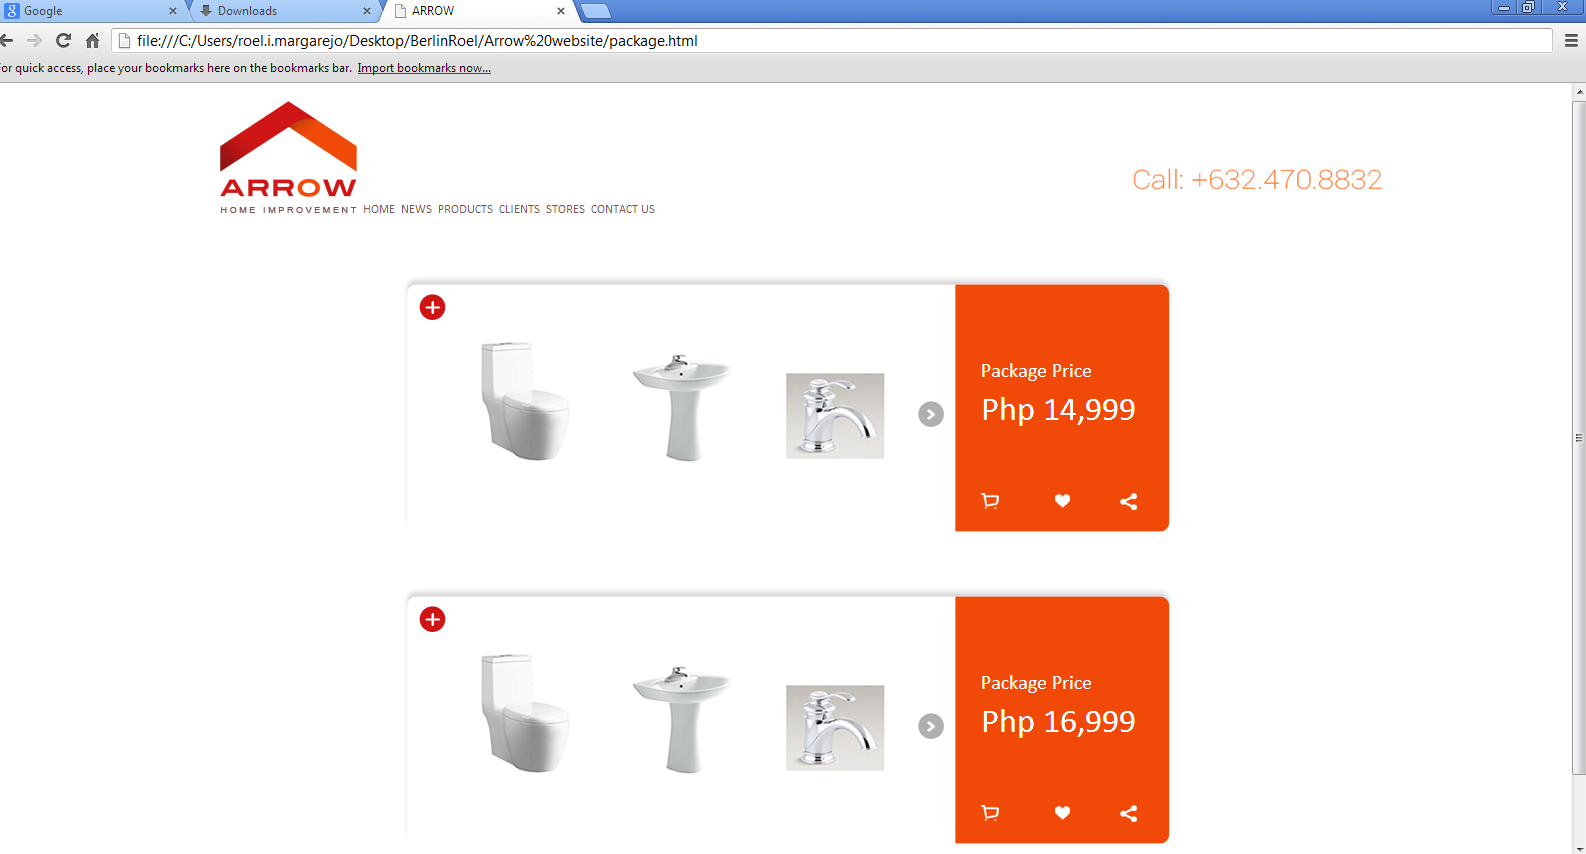 Google
Downloads
ARROW
file:///C:/Users/roel.i.margarejo/Desktop/BerlinRoel/Arrow%20website/package.html
or quick access, place your bookmarks here on the bookmarks bar. Import bookmarks now...
ARROW
HOME IMPROVEMENT HOME NEWS PRODUCTS CLIENTS STORES CONTACT US
Call: +632.470.8832
Package Price
Php 14,999
Package Price
Php 16,999